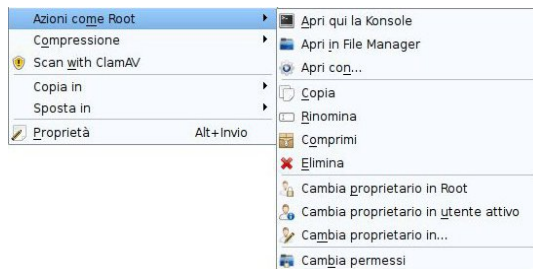 Azioni come Root
Compressione
Scan with ClamAV
Copia in
Sposta in
Proprietà Alt+Invio
Apri qui la Konsole
Apri in File Manager
Apri con...
Copia
Rinomina
Comprimi
Elimina
Cambia proprietario in Root
Cambia proprietario in utente attivo
Cambia proprietario in...
Cambia permessi